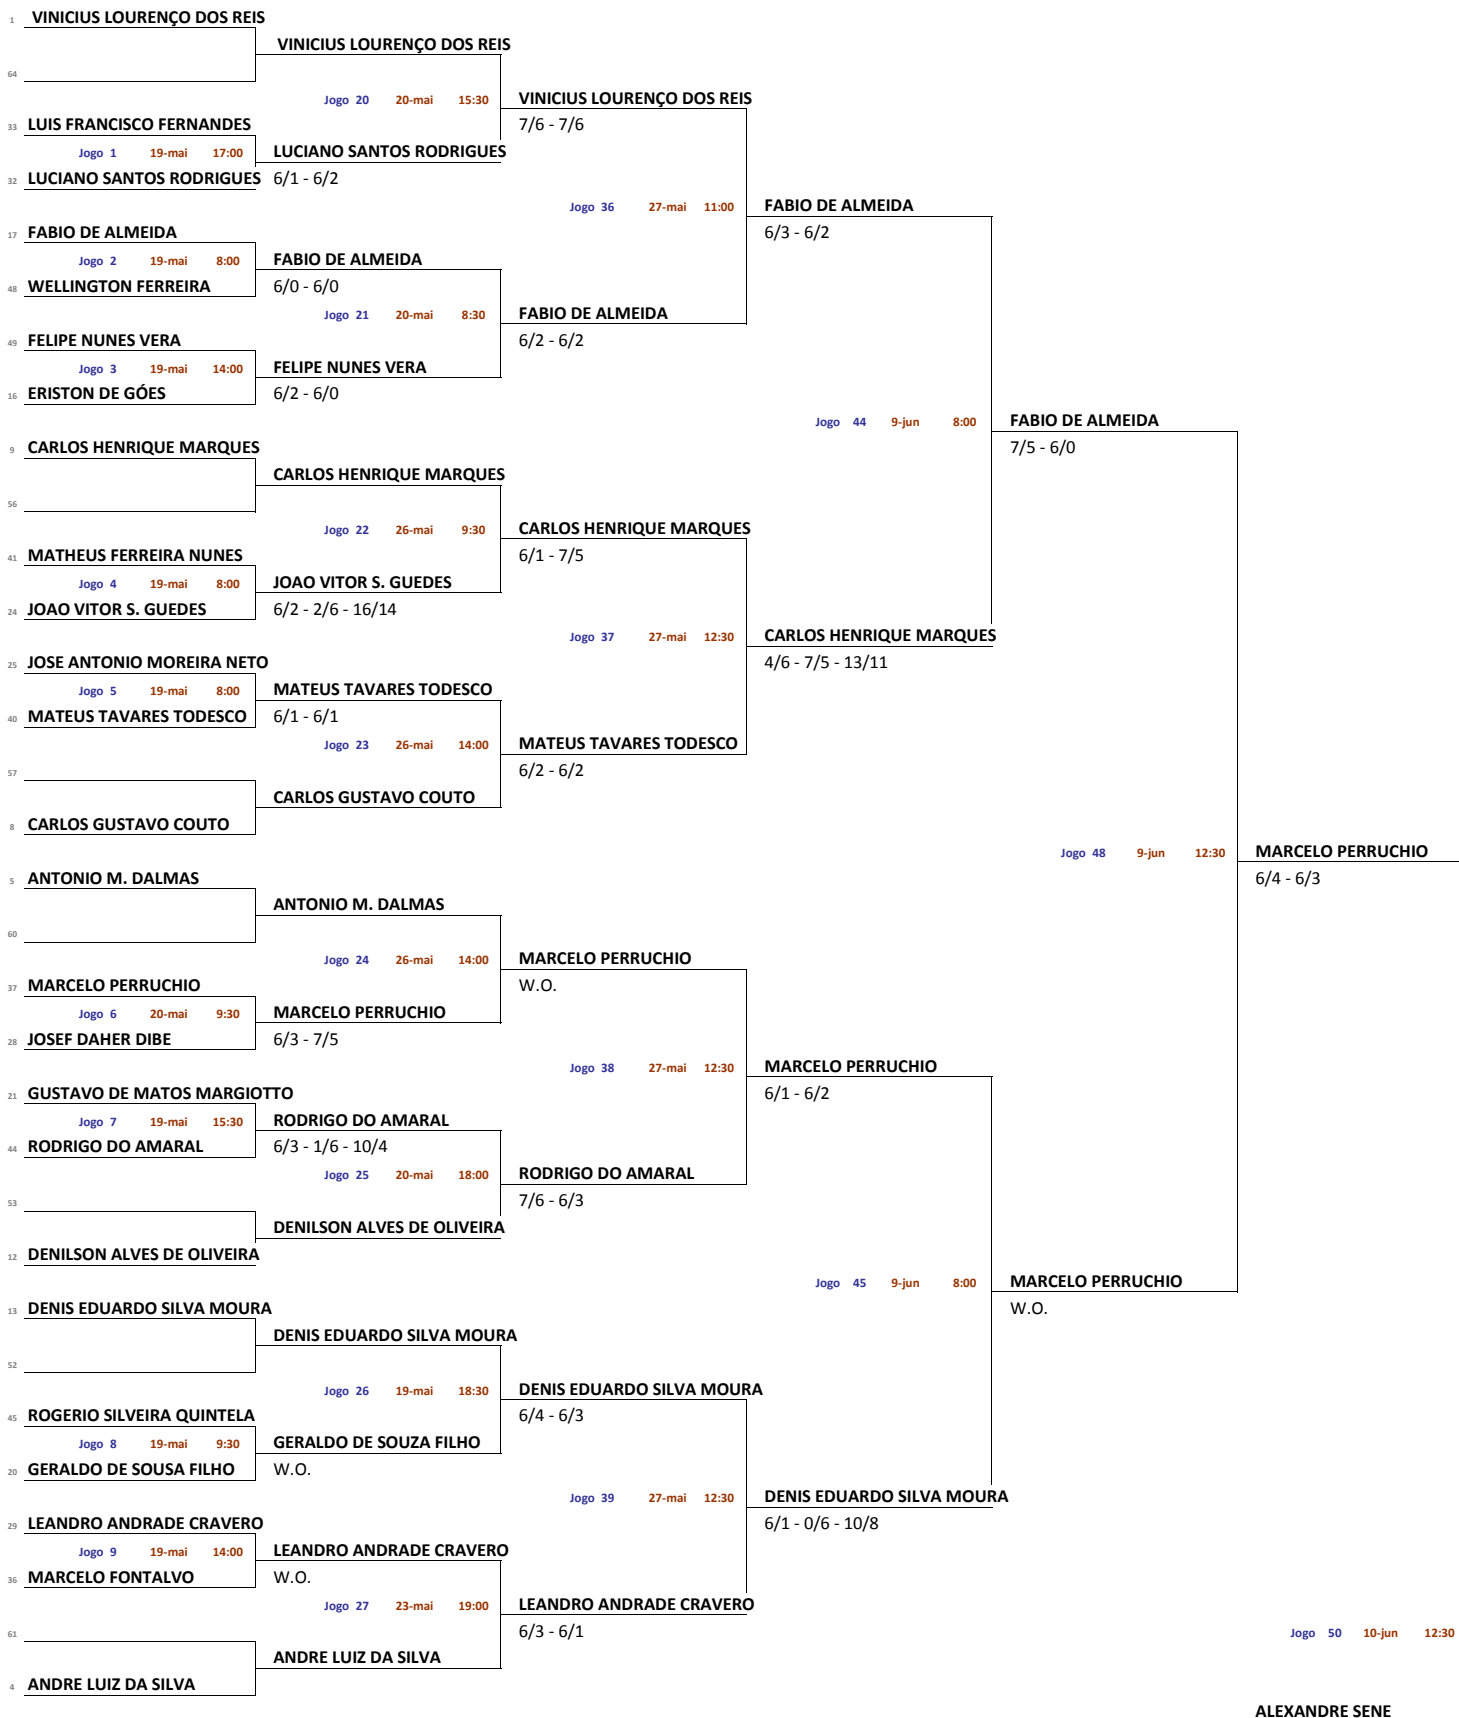 1 VINICIUS LOURENÇO DOS REIS
VINICIUS LOURENÇO DOS REIS
64
Jogo 20 20-mai 15:30 VINICIUS LOURENÇO DOS REIS
33 LUIS FRANCISCO FERNANDES 7/6 - 7/6
Jogo 1 19-mai 17:00 LUCIANO SANTOS RODRIGUES
32 LUCIANO SANTOS RODRIGUES 6/1 - 6/2
Jogo 36 27-mai 11:00 FABIO DE ALMEIDA
17 FABIO DE ALMEIDA 6/3 - 6/2
Jogo 2 19-mai 8:00 FABIO DE ALMEIDA
48 WELLINGTON FERREIRA 6/0 - 6/0
Jogo 21 20-mai 8:30 FABIO DE ALMEIDA
49 FELIPE NUNES VERA 6/2 - 6/2
Jogo 3 19-mai 14:00 FELIPE NUNES VERA
16 ERISTON DE GÓES 6/2 - 6/0
Jogo 44 9-jun 8:00 FABIO DE ALMEIDA
9 CARLOS HENRIQUE MARQUES 7/5 - 6/0
CARLOS HENRIQUE MARQUES
56
Jogo 22 26-mai 9:30 CARLOS HENRIQUE MARQUES
41 MATHEUS FERREIRA NUNES 6/1 - 7/5
Jogo 4 19-mai 8:00 JOAO VITOR S. GUEDES
24 JOAO VITOR S. GUEDES 6/2 - 2/6 - 16/14
Jogo 37 27-mai 12:30 CARLOS HENRIQUE MARQUES
25 JOSE ANTONIO MOREIRA NETO 4/6 - 7/5 - 13/11
Jogo 5 19-mai 8:00 MATEUS TAVARES TODESCO
40 MATEUS TAVARES TODESCO 6/1 - 6/1
Jogo 23 26-mai 14:00 MATEUS TAVARES TODESCO
57 6/2 - 6/2
CARLOS GUSTAVO COUTO
8 CARLOS GUSTAVO COUTO
Jogo 48 9-jun 12:30 MARCELO PERRUCHIO
5 ANTONIO M. DALMAS 6/4 - 6/3
ANTONIO M. DALMAS
60
Jogo 24 26-mai 14:00 MARCELO PERRUCHIO
37 MARCELO PERRUCHIO W.O.
Jogo 6 20-mai 9:30 MARCELO PERRUCHIO
28 JOSEF DAHER DIBE 6/3 - 7/5
Jogo 38 27-mai 12:30 MARCELO PERRUCHIO
21 GUSTAVO DE MATOS MARGIOTTO 6/1 - 6/2
Jogo 7 19-mai 15:30 RODRIGO DO AMARAL
44 RODRIGO DO AMARAL 6/3 - 1/6 - 10/4
Jogo 25 20-mai 18:00 RODRIGO DO AMARAL
53 7/6 - 6/3
DENILSON ALVES DE OLIVEIRA
12 DENILSON ALVES DE OLIVEIRA
Jogo 45 9-jun 8:00 MARCELO PERRUCHIO
13 DENIS EDUARDO SILVA MOURA W.O.
DENIS EDUARDO SILVA MOURA
52
Jogo 26 19-mai 18:30 DENIS EDUARDO SILVA MOURA
45 ROGERIO SILVEIRA QUINTELA 6/4 - 6/3
Jogo 8 19-mai 9:30 GERALDO DE SOUZA FILHO
20 GERALDO DE SOUSA FILHO W.O.
Jogo 39 27-mai 12:30 DENIS EDUARDO SILVA MOURA
29 LEANDRO ANDRADE CRAVERO 6/1 - 0/6 - 10/8
Jogo 9 19-mai 14:00 LEANDRO ANDRADE CRAVERO
36 MARCELO FONTALVO W.O.
Jogo 27 23-mai 19:00 LEANDRO ANDRADE CRAVERO
61 6/3 - 6/1 Jogo 50 10-jun 12:30
ANDRE LUIZ DA SILVA
4 ANDRE LUIZ DA SILVA
ALEXANDRE SENE